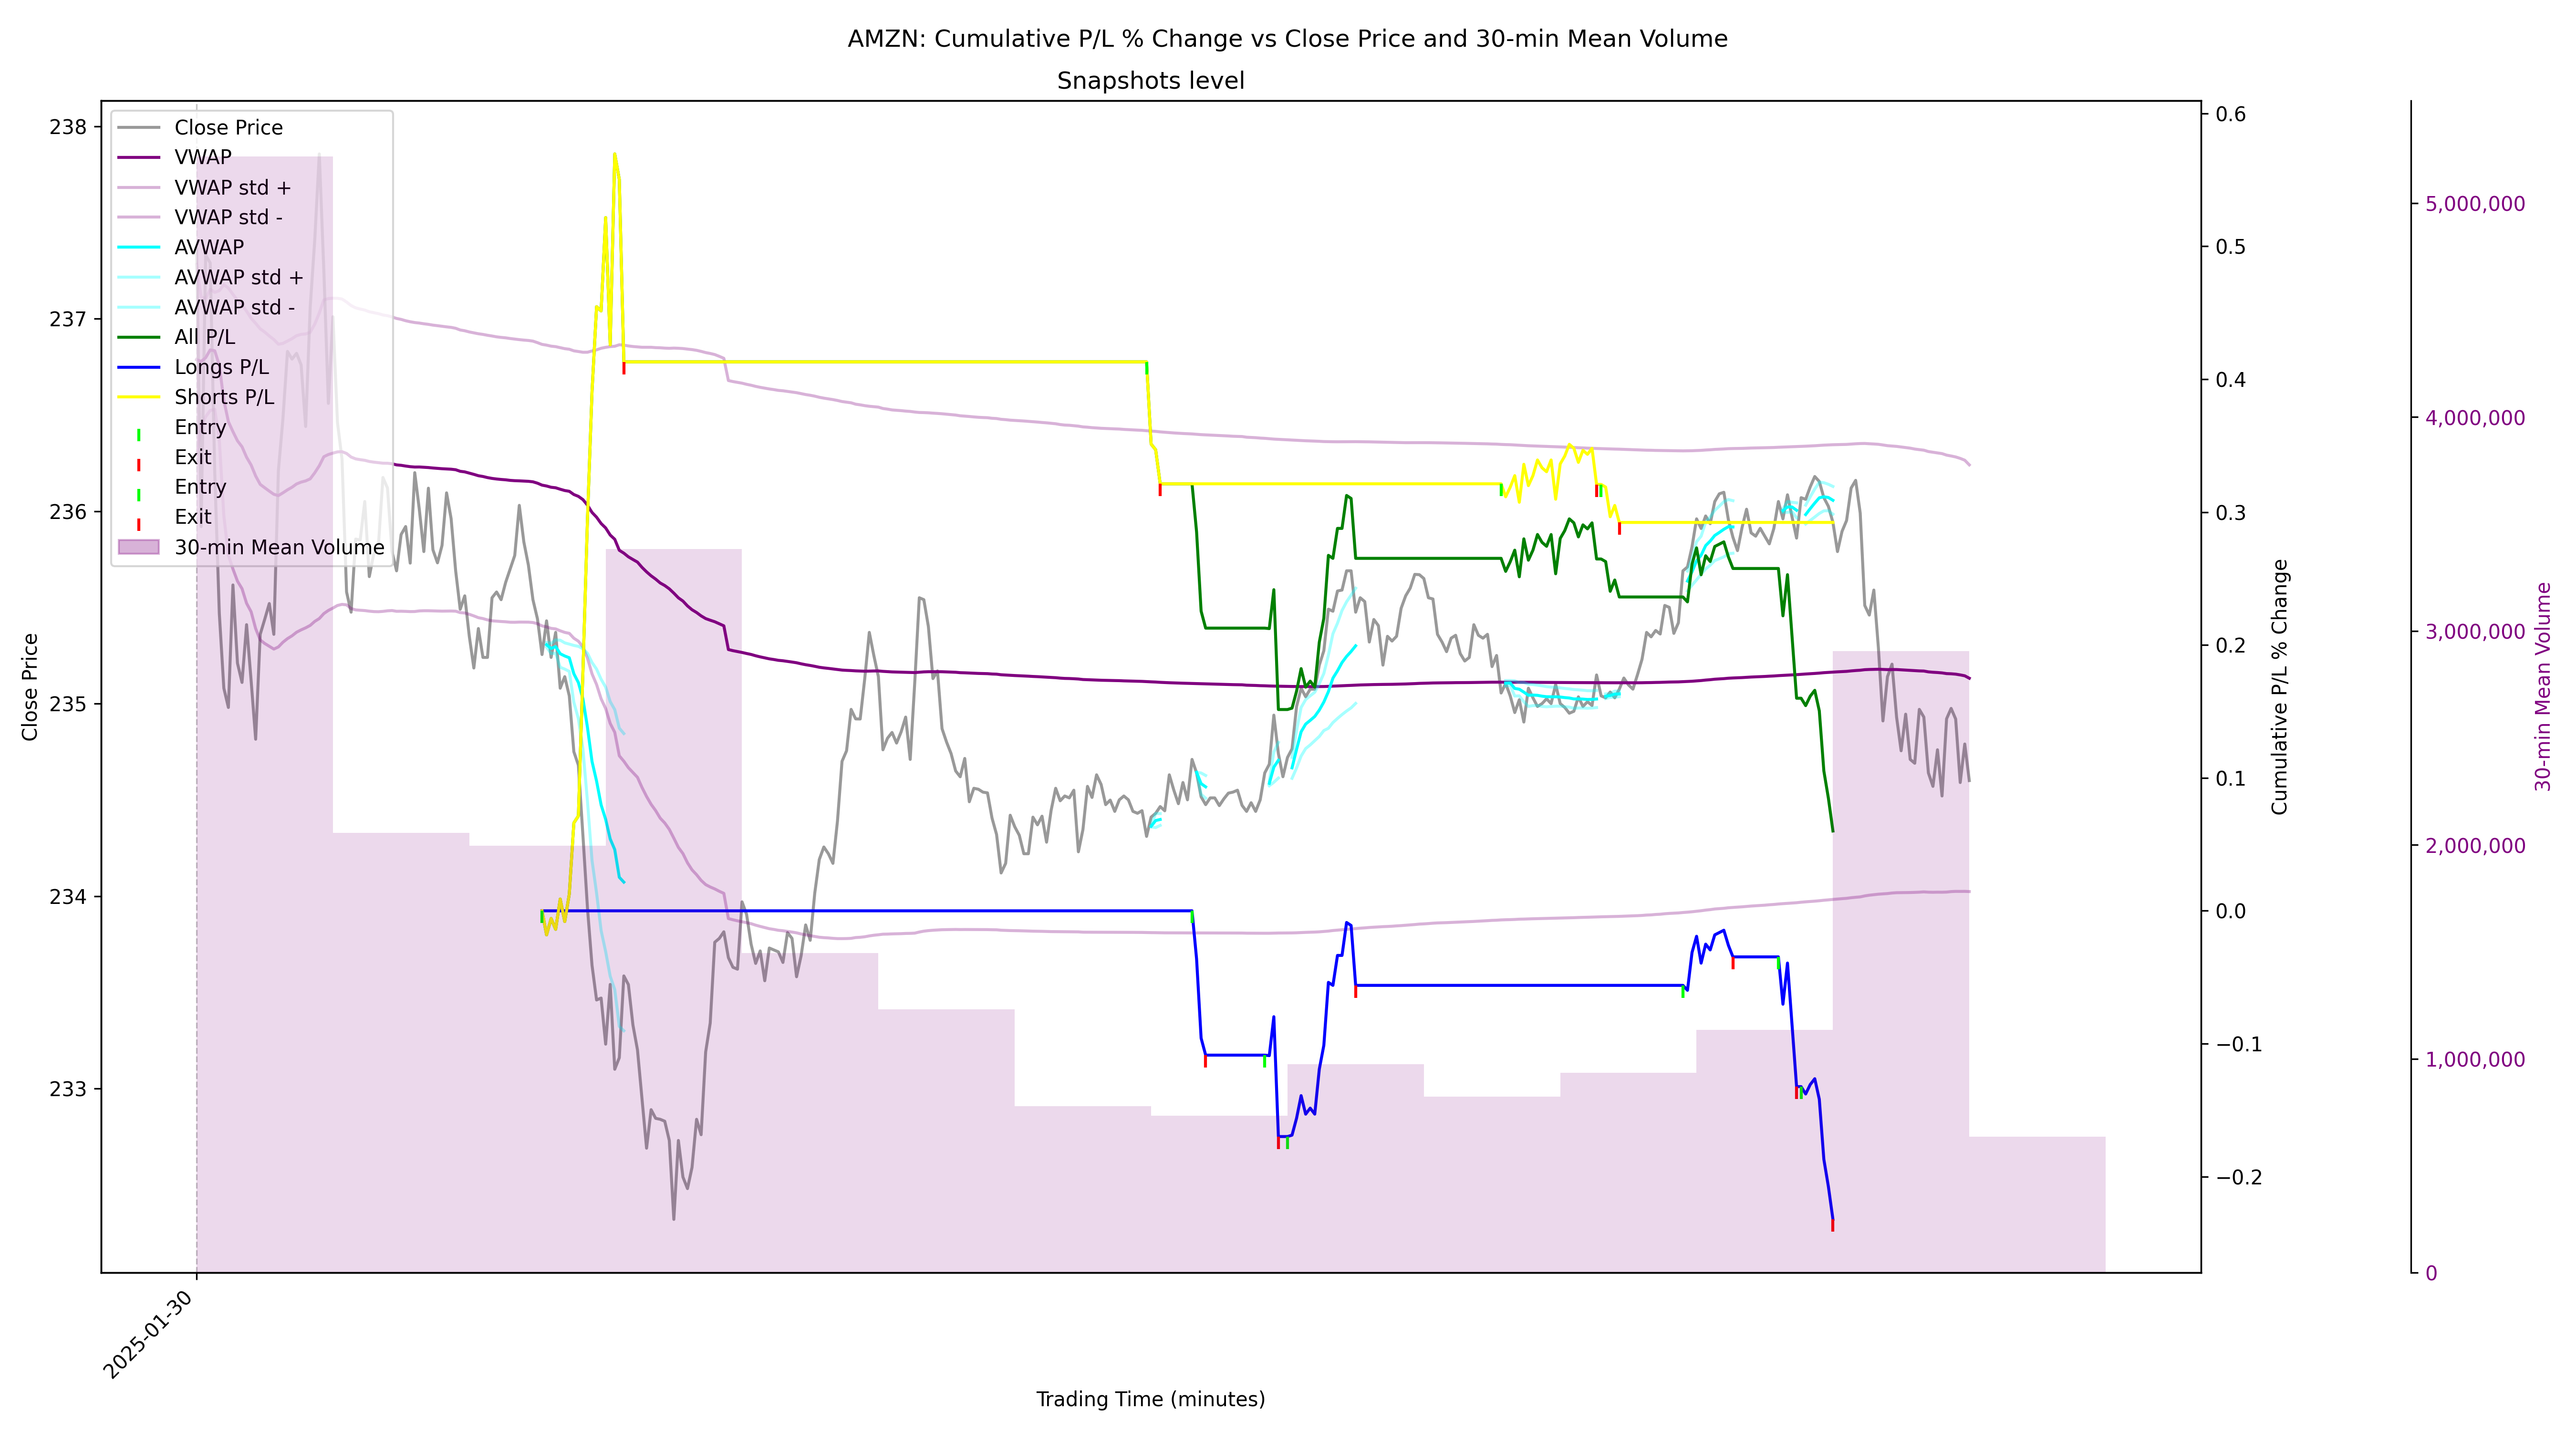 AMZN: Cumulative P/L % Change vs Close Price and 30-min Mean Volume
Snapshots level
Close Price
VWAP
VWAP std +
VWAP std -
AVWAP
AVWAP std +
AVWAP std -
All P/L
Longs P/L
Shorts P/L
Entry
Exit
Entry
Exit
30-min Mean Volume
238
237
236
235
234
233
Close Price
0.6
0.5
0.4
0.3
0.2
0.1
0.0
−0.1
−0.2
Cumulative P/L % Change
5,000,000
4,000,000
3,000,000
2,000,000
1,000,000
0
30-min Mean Volume
2025-01-30
Trading Time (minutes)